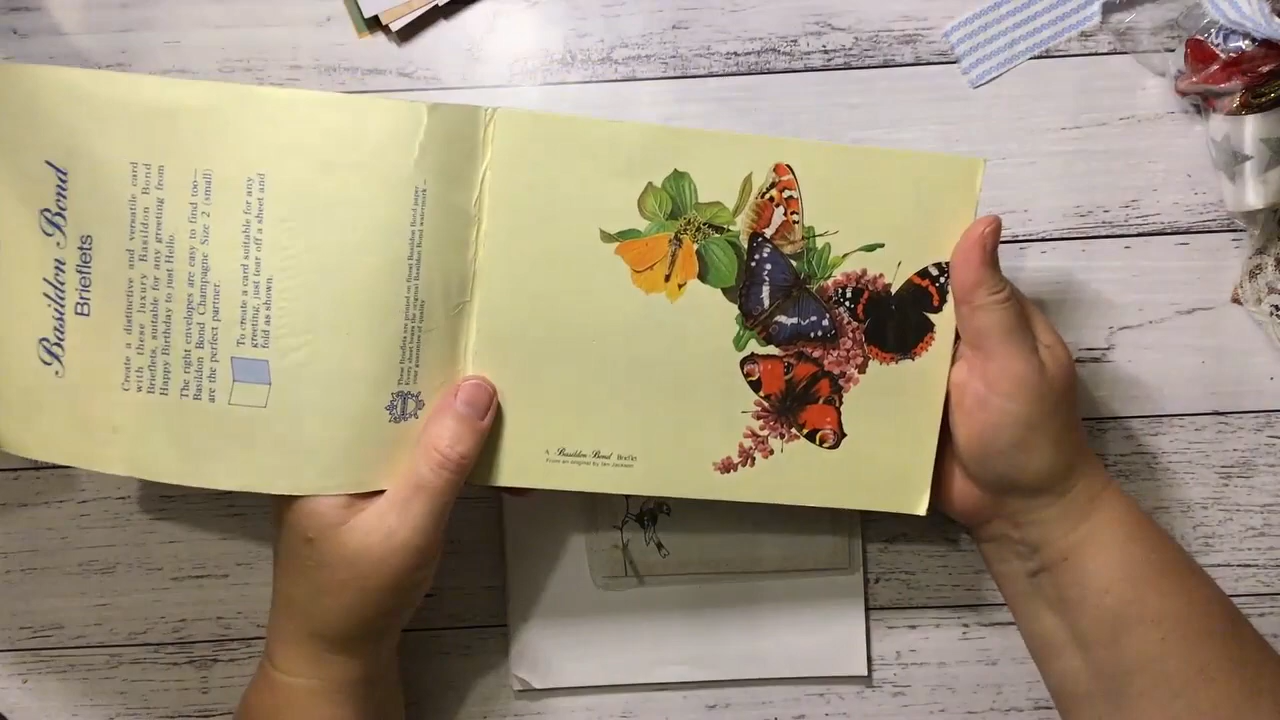 Basildon Bond
Brieflets
Create a distinctive and versatile card
with these luxury Basildon Bond
Brieflets, suitable for any greeting from
Happy Birthday to just Hello.
The right envelopes are easy to find too—
Basildon Bond Champagne Size 2 (small)
are the perfect partner.
To create a card suitable for any
greeting, just tear off a sheet and
fold as shown.
These Brieflets are printed on finest Basildon Bond paper
Every sheet bears the original Basildon Bond watermark —
your guarantee of quality
A Basildon Bond Brieflet
From an original by Ian Jackson